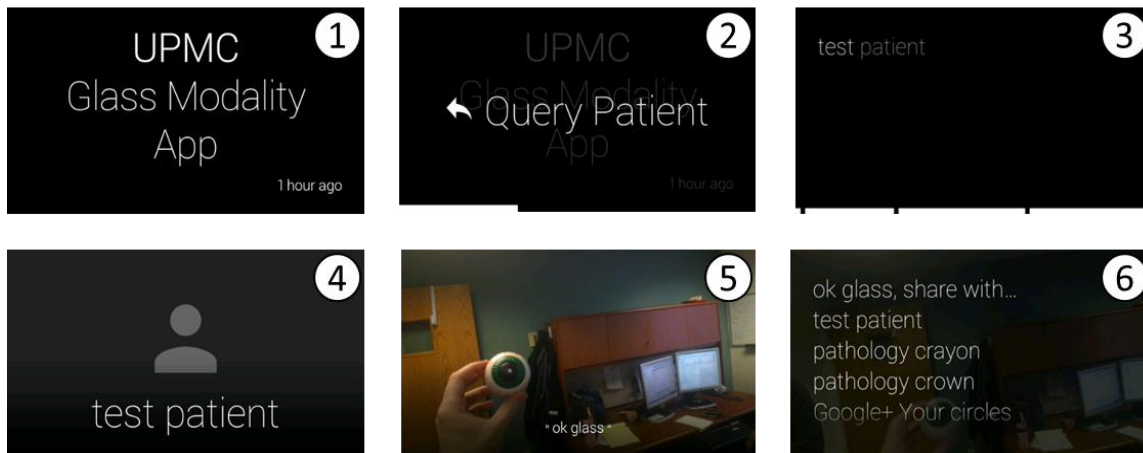 1
UPMC
Glass Modality
App
1 hour ago
2
UPMC
Glass Modality
Query Patient
App
1 hour ago
3
test patient
4
test patient
5
"ok glass"
6
ok glass, share with...
test patient
pathology crayon
pathology crown
Google+ Your circles